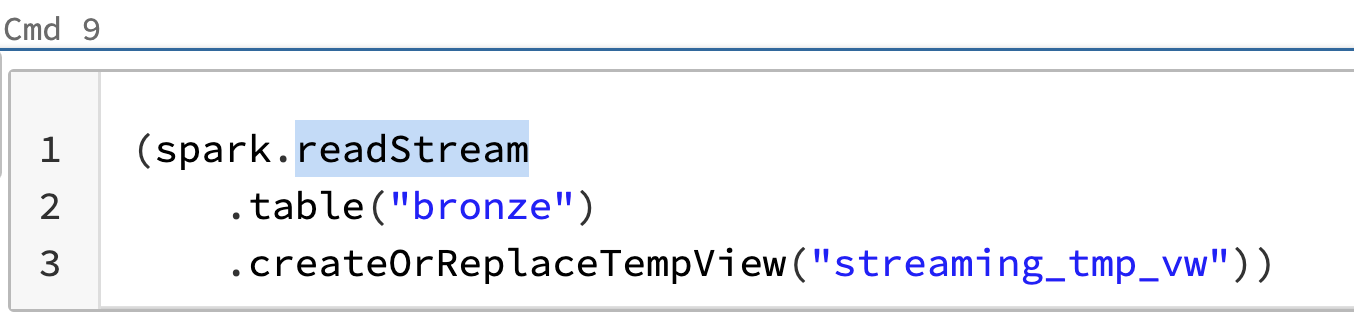 Cmd 9
1 (spark.readStream
2 .table("bronze")
3 .createOrReplaceTempView("streaming_tmp_vw"))